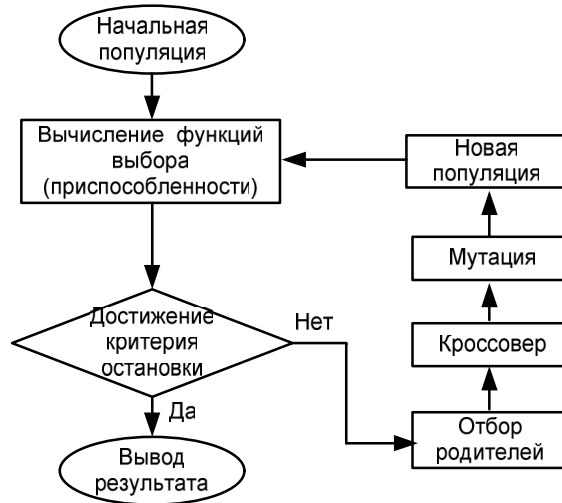 Начальная
популяция
Вычисление функций
выбора
(приспособленности)
Достижение
критерия
остановки
Нет
Да
Вывод
результата
Новая
популяция
Мутация
Кроссовер
Отбор
родителей